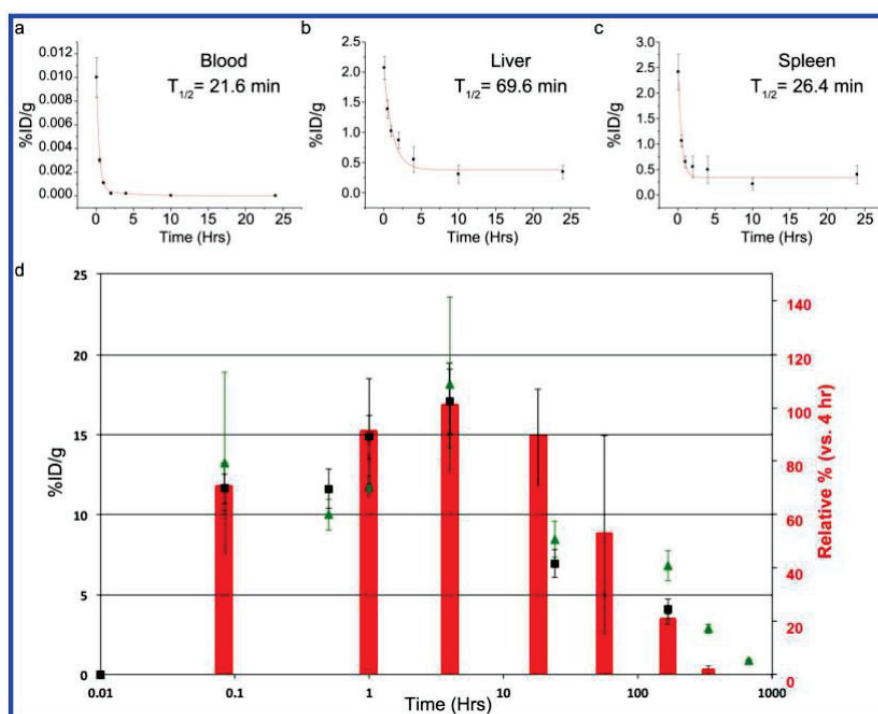 a
Blood
T1/2= 21.6 min
%ID/g
0.012
0.010
0.008
0.006
0.004
0.002
0.000
0 5 10 15 20 25
Time (Hrs)
b
Liver
T1/2= 69.6 min
%ID/g
2.5
2.0
1.5
1.0
0.5
0.0
0 5 10 15 20 25
Time (Hrs)
c
Spleen
T1/2= 26.4 min
%ID/g
3.0
2.5
2.0
1.5
1.0
0.5
0.0
0 5 10 15 20 25
Time (Hrs)
d
%ID/g
25
20
15
10
5
0
0.01 0.1 1 10 100 1000
Time (Hrs)
140
120
100
80
60
40
20
0
Relative % (vs. 4 hr)